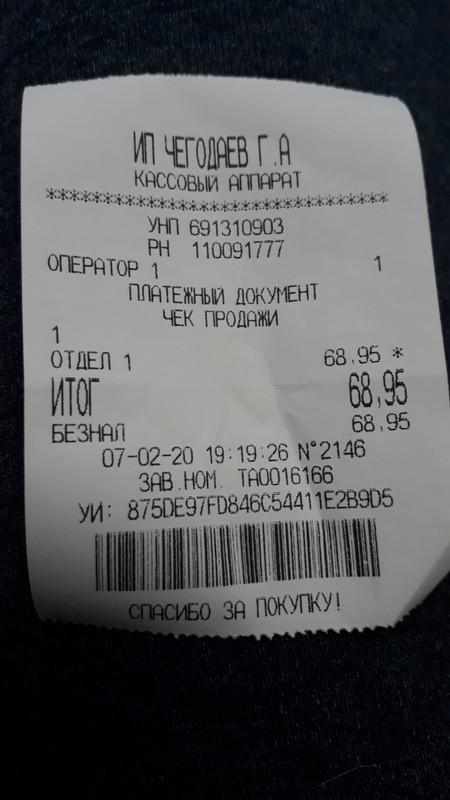 ИП ЧЕГОДАЕВ Г.А
КАССОВЫЙ АППАРАТ
****************************************
УНП 691310903
РН 110091777
ОПЕРАТОР 1 1
ПЛАТЕЖНЫЙ ДОКУМЕНТ
ЧЕК ПРОДАЖИ
1
ОТДЕЛ 1 68,95 *
ИТОГ 68,95
БЕЗНАЛ 68,95
07-02-20 19:19:26 N°2146
ЗАВ.НОМ. ТА0016166
УИ: 875DE97FD846C54411E2B9D5
СПАСИБО ЗА ПОКУПКУ!